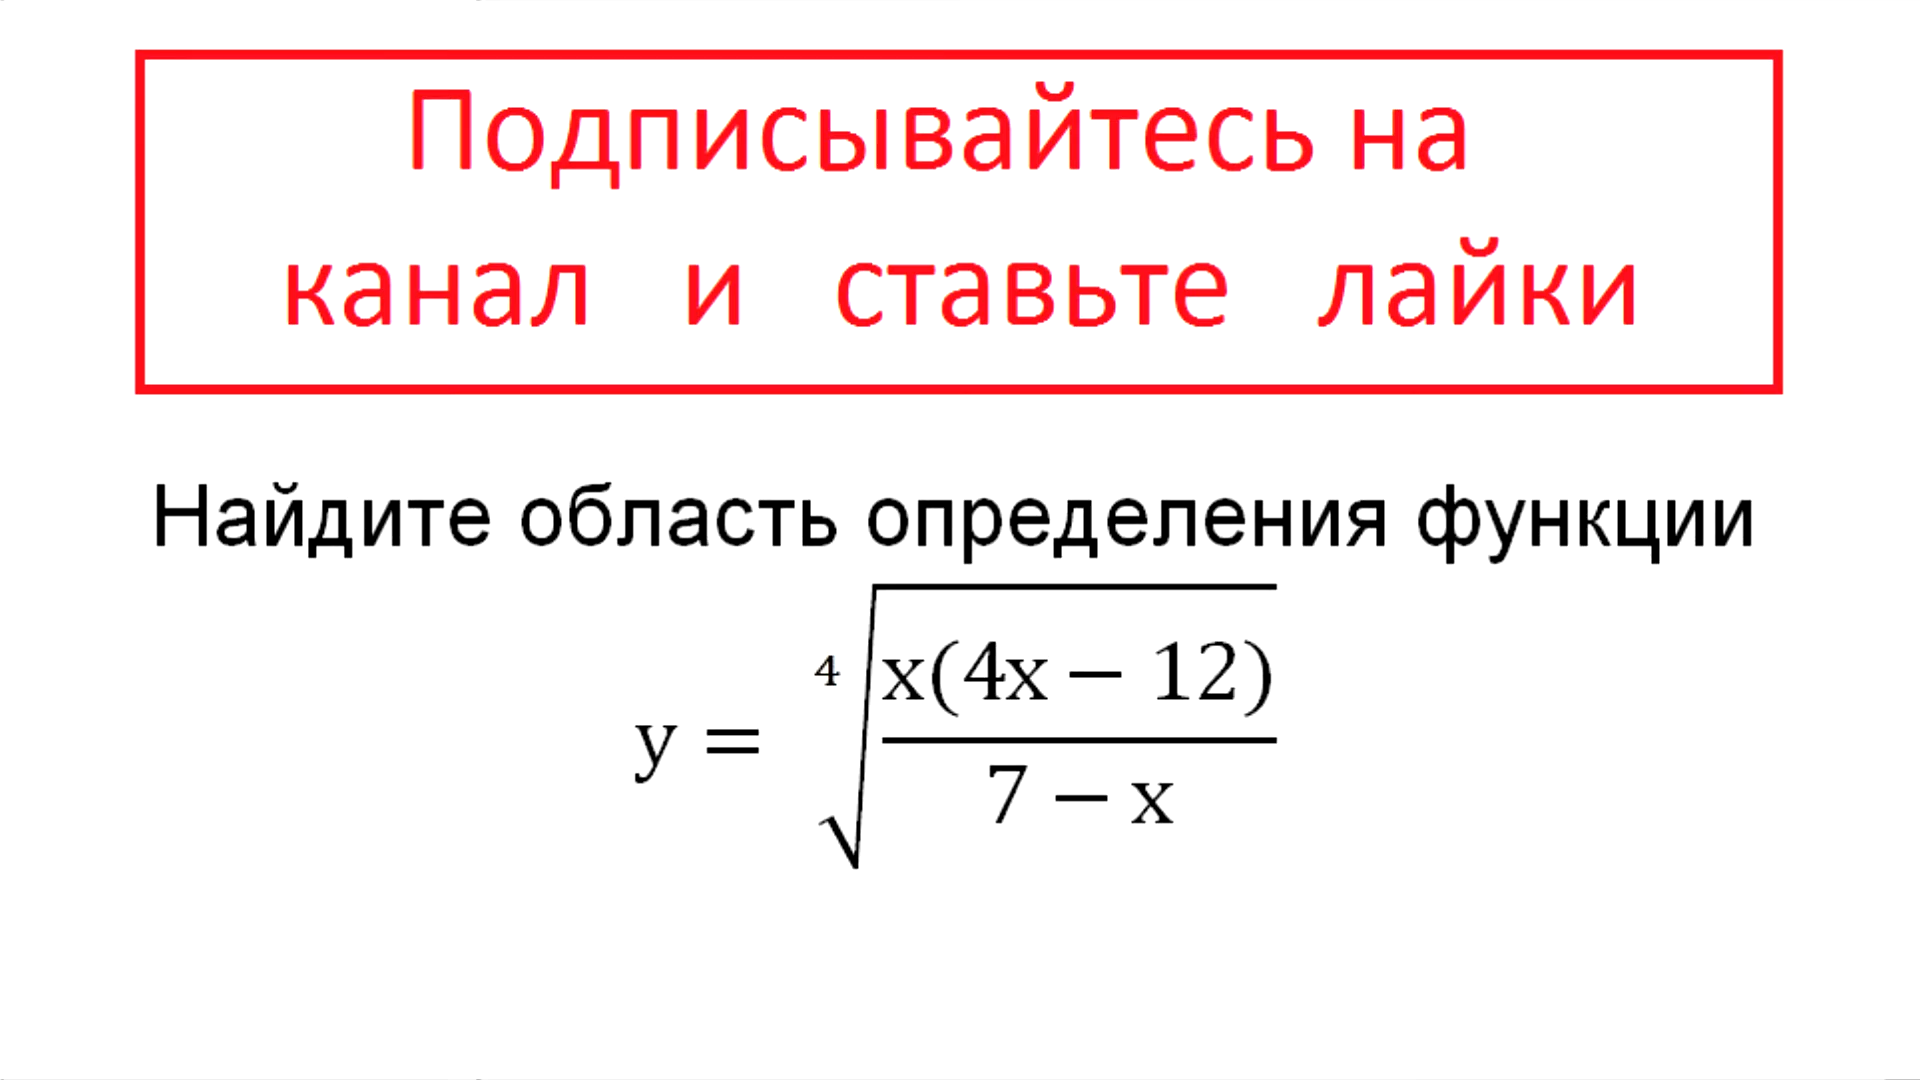 Подписывайтесь на
канал и ставьте лайки
Найдите область определения функции
y = ⁴√(x(4x − 12) / (7 − x))